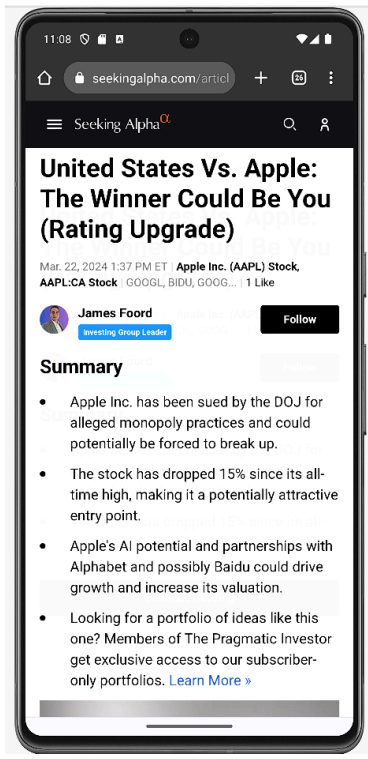 11:08
26
seekingalpha.com/articl
Seeking Alphaα
United States Vs. Apple:
The Winner Could Be You
(Rating Upgrade)
Mar. 22, 2024 1:37 PM ET | Apple Inc. (AAPL) Stock,
AAPL:CA Stock | GOOGL, BIDU, GOOG... | 1 Like
James Foord
Investing Group Leader
Follow
Summary
Apple Inc. has been sued by the DOJ for
alleged monopoly practices and could
potentially be forced to break up.
The stock has dropped 15% since its all-
time high, making it a potentially attractive
entry point.
Apple's AI potential and partnerships with
Alphabet and possibly Baidu could drive
growth and increase its valuation.
Looking for a portfolio of ideas like this
one? Members of The Pragmatic Investor
get exclusive access to our subscriber-
only portfolios. Learn More »